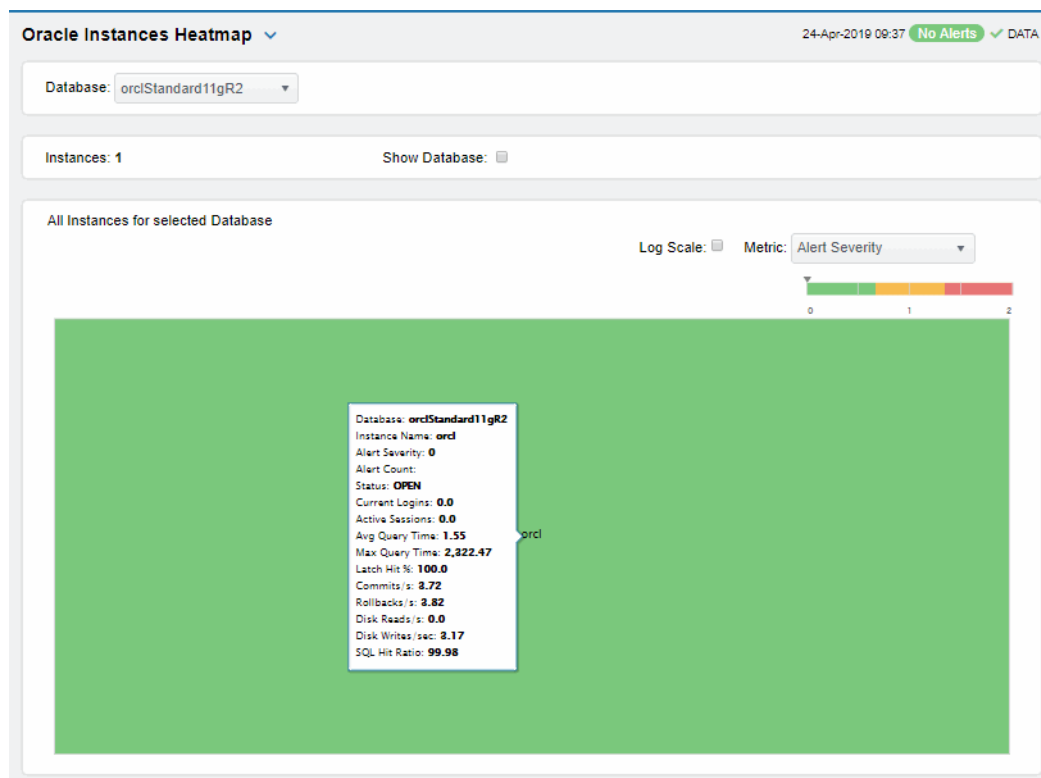 Oracle Instances Heatmap
24-Apr-2019 09:37 No Alerts DATA
Database: orclStandard11gR2
Instances: 1 Show Database:
All Instances for selected Database
Log Scale: Metric: Alert Severity
0 1 2
Database: orclStandard11gR2
Instance Name: orcl
Alert Severity: 0
Alert Count:
Status: OPEN
Current Logins: 0.0
Active Sessions: 0.0
Avg Query Time: 1.55
Max Query Time: 2,322.47
Latch Hit %: 100.0
Commits/s: 3.72
Rollbacks/s: 3.82
Disk Reads/s: 0.0
Disk Writes/sec: 3.17
SQL Hit Ratio: 99.98
orcl